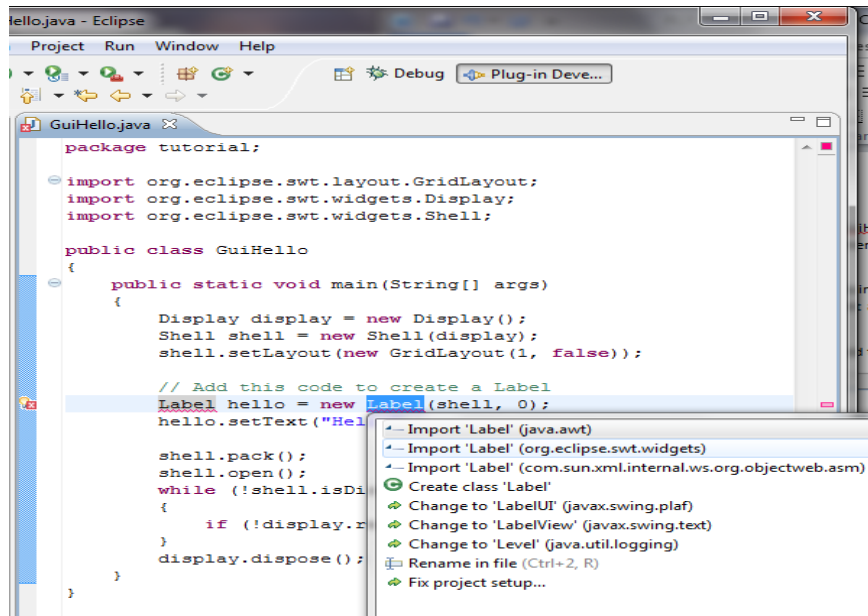 Hello.java - Eclipse
Project Run Window Help
Debug Plug-in Deve...
GuiHello.java
package tutorial;
import org.eclipse.swt.layout.GridLayout;
import org.eclipse.swt.widgets.Display;
import org.eclipse.swt.widgets.Shell;
public class GuiHello
{
public static void main(String[] args)
{
Display display = new Display();
Shell shell = new Shell(display);
shell.setLayout(new GridLayout(1, false));
// Add this code to create a Label
Label hello = new Label(shell, 0);
hello.setText("Hel
shell.pack();
shell.open();
while (!shell.isDi
{
if (!display.r
}
display.dispose();
}
}
Import 'Label' (java.awt)
Import 'Label' (org.eclipse.swt.widgets)
Import 'Label' (com.sun.xml.internal.ws.org.objectweb.asm)
Create class 'Label'
Change to 'LabelUI' (javax.swing.plaf)
Change to 'LabelView' (javax.swing.text)
Change to 'Level' (java.util.logging)
Rename in file (Ctrl+2, R)
Fix project setup...